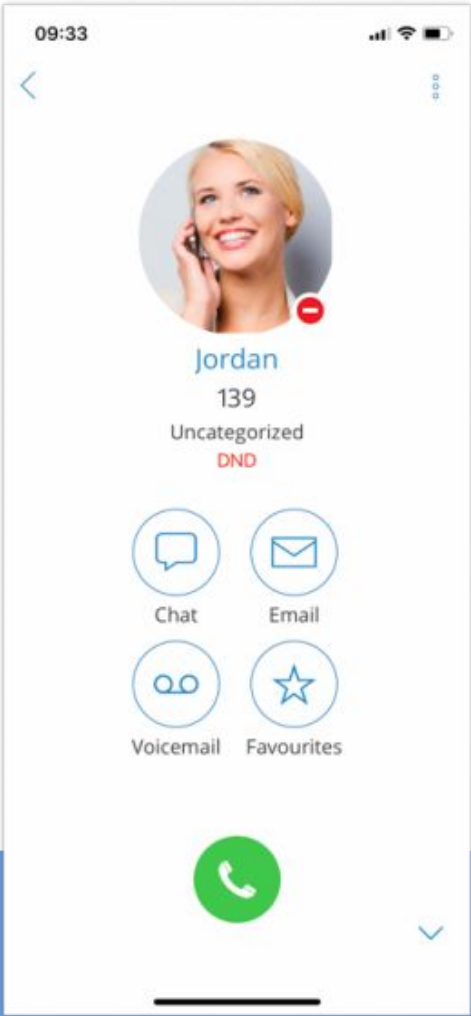 09:33
Jordan
139
Uncategorized
DND
Chat Email
Voicemail Favourites